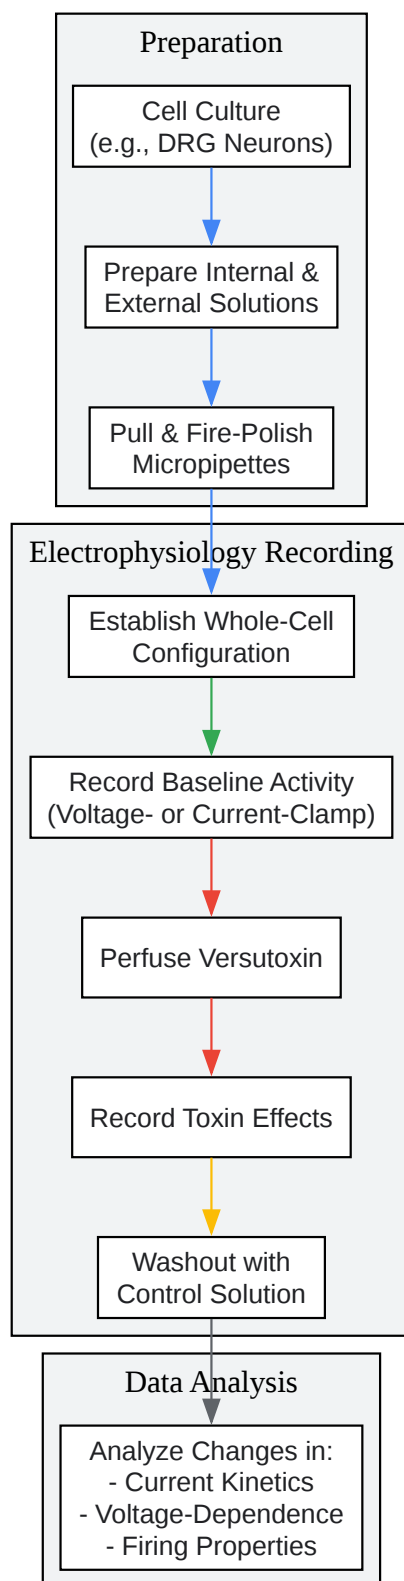 Preparation
Cell Culture
(e.g., DRG Neurons)
Prepare Internal &
External Solutions
Pull & Fire-Polish
Micropipettes
Electrophysiology Recording
Establish Whole-Cell
Configuration
Record Baseline Activity
(Voltage- or Current-Clamp)
Perfuse Versutoxin
Record Toxin Effects
Washout with
Control Solution
Data Analysis
Analyze Changes in:
- Current Kinetics
- Voltage-Dependence
- Firing Properties